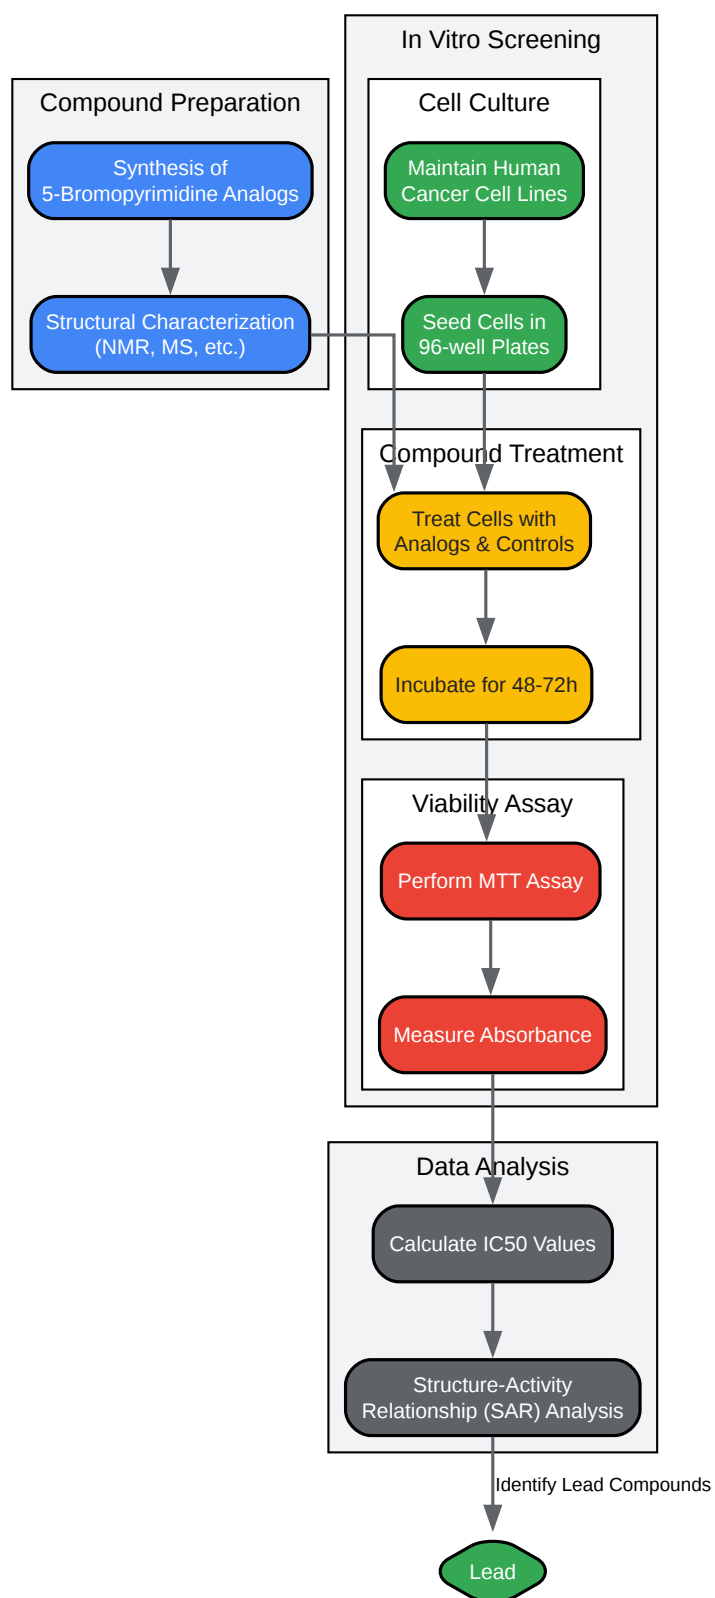 In Vitro Screening
Compound Preparation
Cell Culture
Synthesis of
5-Bromopyrimidine Analogs
Maintain Human
Cancer Cell Lines
Structural Characterization
(NMR, MS, etc.)
Seed Cells in
96-well Plates
Compound Treatment
Treat Cells with
Analogs & Controls
Incubate for 48-72h
Viability Assay
Perform MTT Assay
Measure Absorbance
Data Analysis
Calculate IC50 Values
Structure-Activity
Relationship (SAR) Analysis
Identify Lead Compounds
Lead